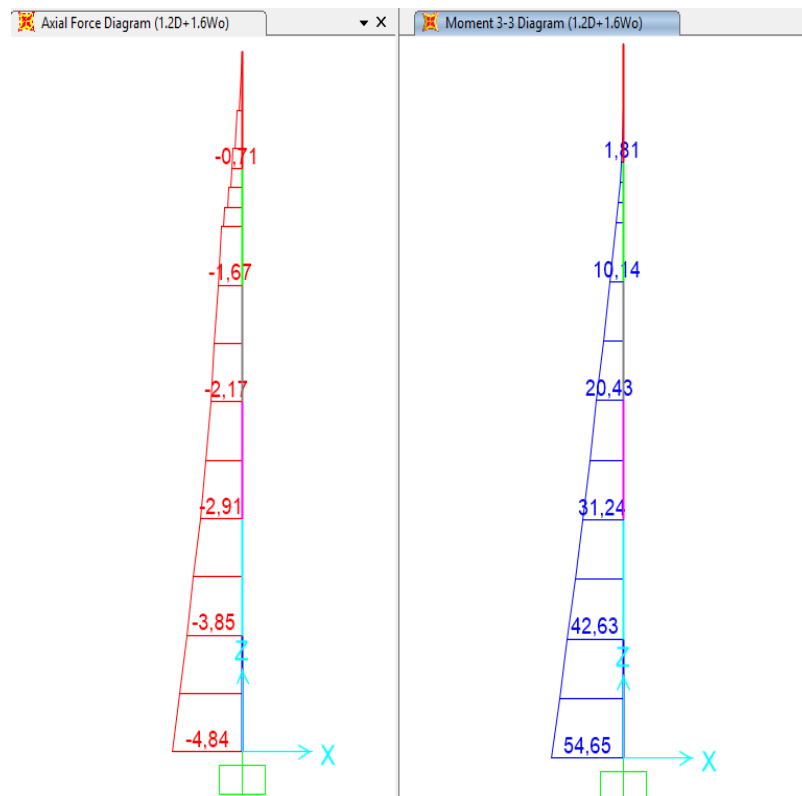 Axial Force Diagram (1.2D+1.6Wo)
X
-0,71
-1,67
-2,17
-2,91
-3,85
Z
-4,84
X
Moment 3-3 Diagram (1.2D+1.6Wo)
1,81
10,14
20,43
31,24
42,63
Z
54,65
X